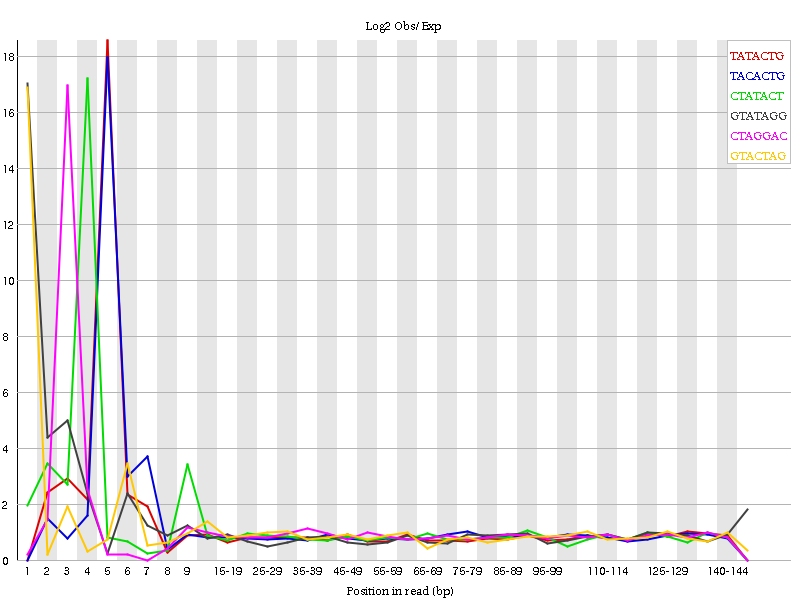 Log2 Obs/Exp
18
16
14
12
10
8
6
4
2
0
TATACTG
TACACTG
CTATACT
GTATAGG
CTAGGAC
GTACTAG
1 2 3 4 5 6 7 8 9 15-19 25-29 35-39 45-49 55-59 65-69 75-79 85-89 95-99 110-114 125-129 140-144
Position in read (bp)